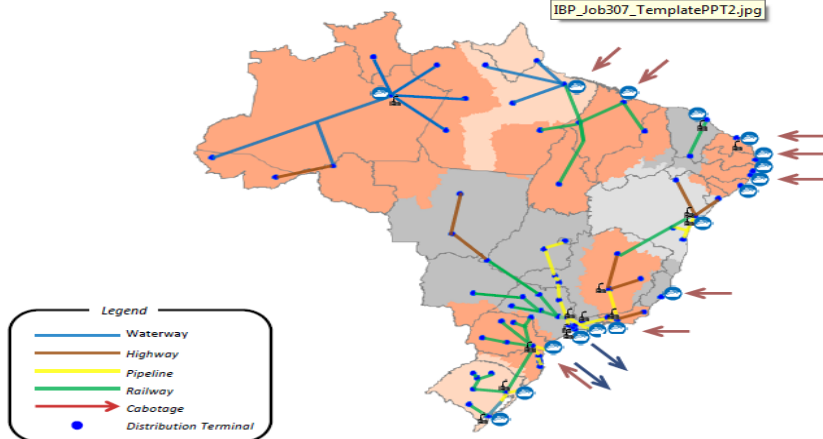 IBP_Job307_TemplatePPT2.jpg
Legend
Waterway
Highway
Pipeline
Railway
Cabotage
Distribution Terminal